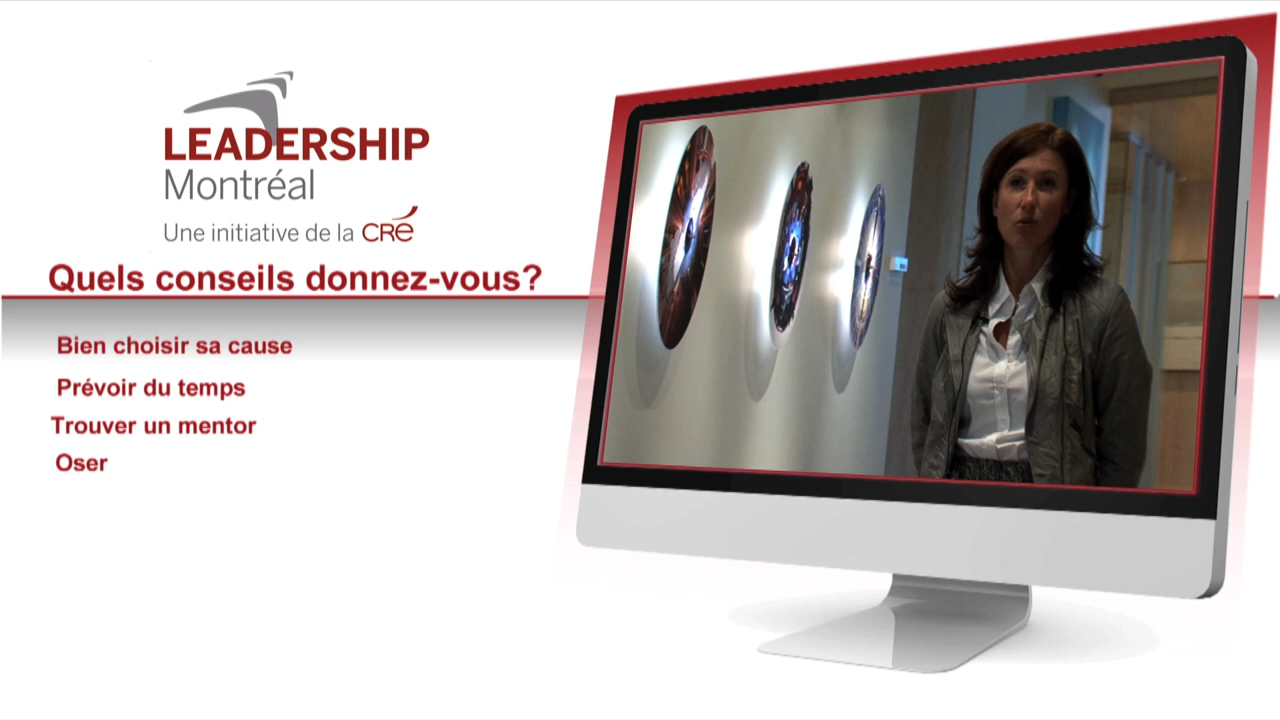 LEADERSHIP
Montréal
Une initiative de la CRé
Quels conseils donnez-vous?
Bien choisir sa cause
Prévoir du temps
Trouver un mentor
Oser